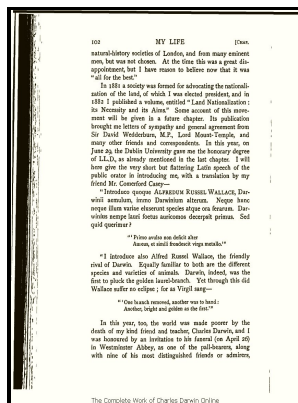 102 MY LIFE [CHAP.
natural-history societies of London, and from many eminent
men, but was not chosen. At the time this was a great dis-
appointment, but I have reason to believe now that it was
"all for the best."
In 1881 a society was formed for advocating the nationali-
zation of the land, of which I was elected president, and in
1882 I published a volume, entitled "Land Nationalization:
its Necessity and its Aims." Some account of this move-
ment will be given in a future chapter. Its publication
brought me letters of sympathy and general agreement from
Sir David Wedderburn, M.P., Lord Mount-Temple, and
many other friends and correspondents. In this year, on
June 29, the Dublin University gave me the honorary degree
of LL.D., as already mentioned in the last chapter. I will
here give the very short but flattering Latin speech of the
public orator in introducing me, with a translation by my
friend Mr. Comerford Casey—
"Introduco quoque ALFREDUM RUSSEL WALLACE, Dar-
winii aemulum, immo Darwinium alterum. Neque hunc
neque illum variae eluserunt species atque ora ferarum. Dar-
winius nempe lauri foetus auricomos decerpsit primus. Sed
quid querimur?
"'Primo avulso non deficit alter
Aureus, et simili frondescit virga metallo.'"
"I introduce also Alfred Russel Wallace, the friendly
rival of Darwin. Equally familiar to both are the different
species and varieties of animals. Darwin, indeed, was the
first to pluck the golden laurel-branch. Yet through this did
Wallace suffer no eclipse; for as Virgil sang—
"'One branch removed, another was to hand:
Another, bright and golden as the first.'"
In this year, too, the world was made poorer by the
death of my kind friend and teacher, Charles Darwin, and I
was honoured by an invitation to his funeral (on April 26)
in Westminster Abbey, as one of the pall-bearers, along
with nine of his most distinguished friends or admirers,
The Complete Work of Charles Darwin Online